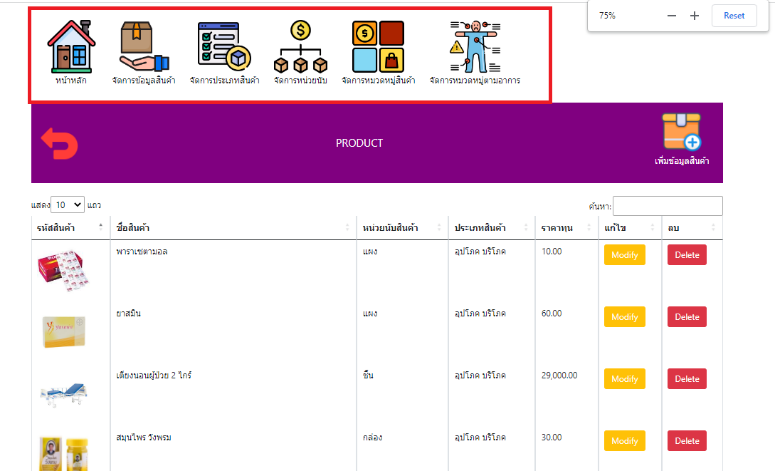 75%
Reset
หน้าหลัก จัดการข้อมูลสินค้า จัดการประเภทสินค้า จัดการหน่วยนับ จัดการหมวดหมู่สินค้า จัดการหมวดหมู่ตามอาการ
PRODUCT
เพิ่มข้อมูลสินค้า
แสดง 10 แถว
ค้นหา:
รหัสสินค้า ชื่อสินค้า หน่วยนับสินค้า ประเภทสินค้า ราคาทุน แก้ไข ลบ
พาราเซตามอล แผง อุปโภค บริโภค 10.00 Modify Delete
ยาสมิน แผง อุปโภค บริโภค 60.00 Modify Delete
เตียงนอนผู้ป่วย 2 ไกร์ ชิ้น อุปโภค บริโภค 29,000.00 Modify Delete
สมุนไพร วังพรม กล่อง อุปโภค บริโภค 30.00 Modify Delete